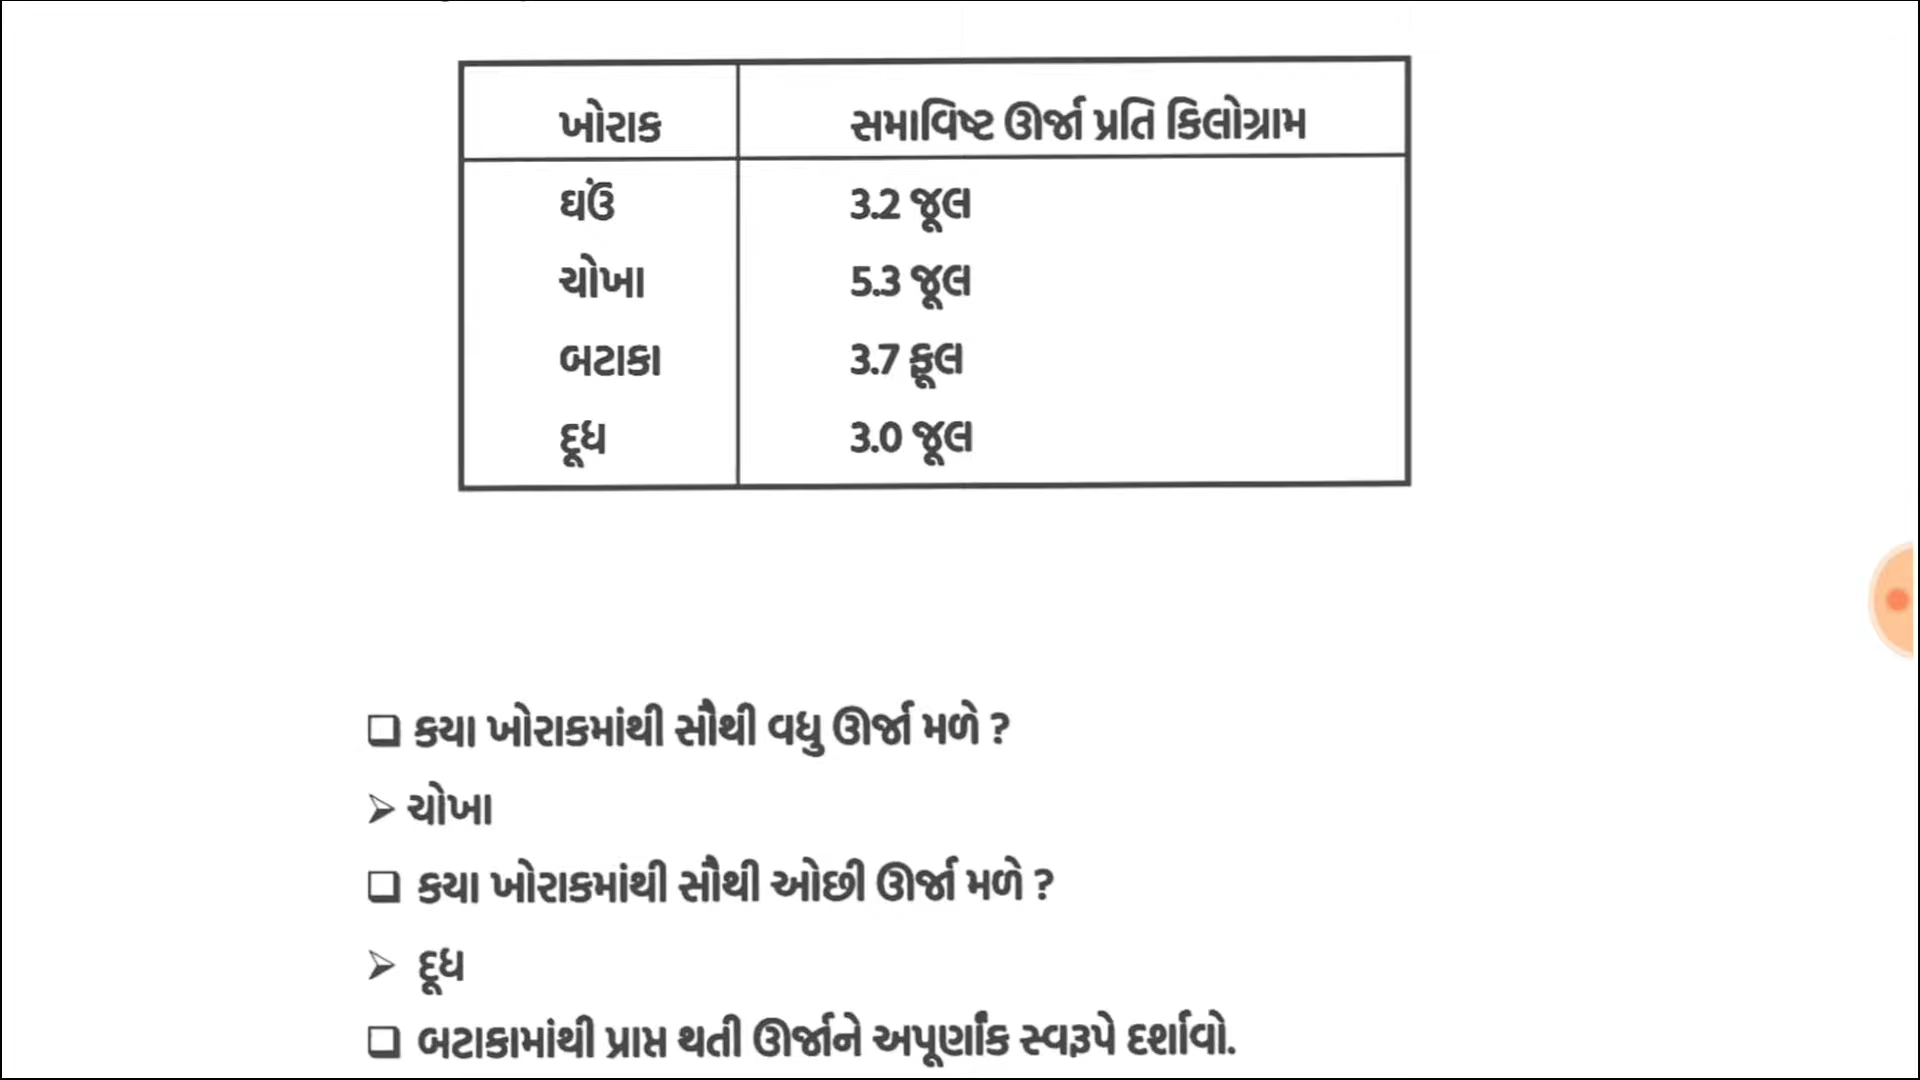 ખોરાક સમાવિષ્ટ ઊર્જા પ્રતિ કિલોગ્રામ
ઘઉં 3.2 જૂલ
ચોખા 5.3 જૂલ
બટાકા 3.7 ફૂલ
દૂધ 3.0 જૂલ
❑ કયા ખોરાકમાંથી સૌથી વધુ ઊર્જા મળે ?
➢ ચોખા
❑ કયા ખોરાકમાંથી સૌથી ઓછી ઊર્જા મળે ?
➢ દૂધ
❑ બટાકામાંથી પ્રાપ્ત થતી ઊર્જાને અપૂર્ણાંક સ્વરૂપે દર્શાવો.